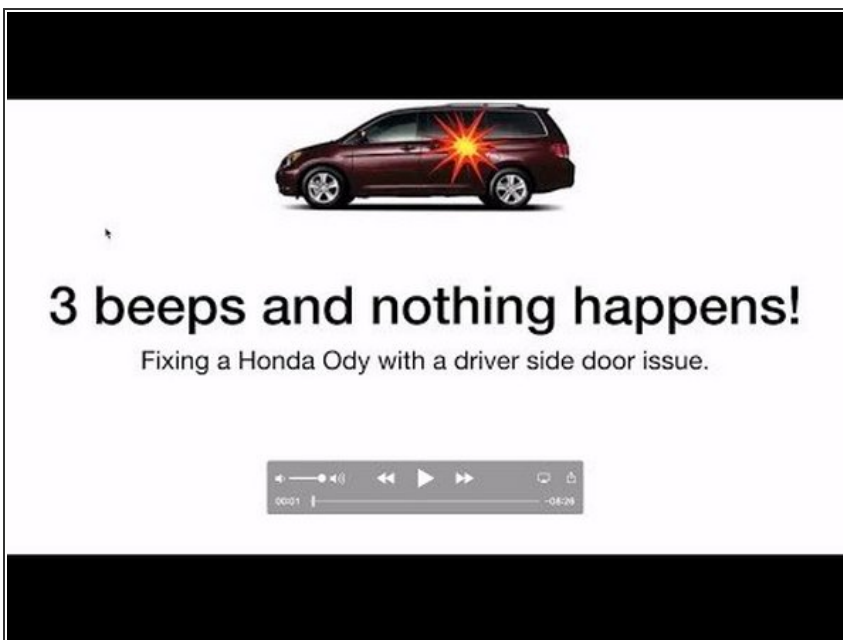 3 beeps and nothing happens!
Fixing a Honda Ody with a driver side door issue.
00:01 -08:26